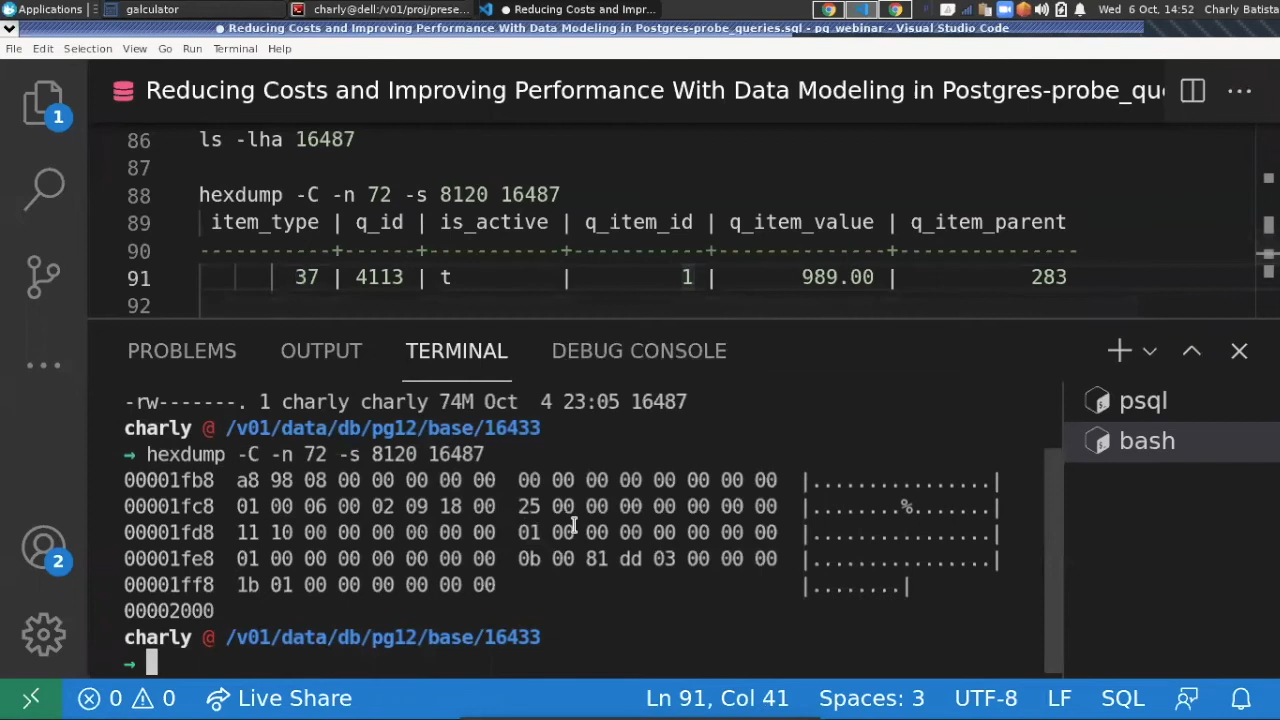 Applications galculator charly@dell:/v01/proj/prese... Reducing Costs and Improving Perfor... Wed 6 Oct, 14:52 Charly Batista
● Reducing Costs and Improving Performance With Data Modeling in Postgres-probe_queries.sql - pg_webinar - Visual Studio Code
File Edit Selection View Go Run Terminal Help
Reducing Costs and Improving Performance With Data Modeling in Postgres-probe_que
86 ls -lha 16487
87
88 hexdump -C -n 72 -s 8120 16487
89 item_type | q_id | is_active | q_item_id | q_item_value | q_item_parent
90 -----------+------+-----------+-----------+--------------+---------------
91 37 | 4113 | t | 1 | 989.00 | 283
92
PROBLEMS OUTPUT TERMINAL DEBUG CONSOLE
-rw-------. 1 charly charly 74M Oct 4 23:05 16487
charly @ /v01/data/db/pg12/base/16433
→ hexdump -C -n 72 -s 8120 16487
00001fb8 a8 98 08 00 00 00 00 00 00 00 00 00 00 00 00 00 |................|
00001fc8 01 00 06 00 02 09 18 00 25 00 00 00 00 00 00 00 |........%.......|
00001fd8 11 10 00 00 00 00 00 00 01 00 00 00 00 00 00 00 |................|
00001fe8 01 00 00 00 00 00 00 00 0b 00 81 dd 03 00 00 00 |................|
00001ff8 1b 01 00 00 00 00 00 00 |........|
00002000
charly @ /v01/data/db/pg12/base/16433
→
psql
bash
1
2
0 0 Live Share Ln 91, Col 41 Spaces: 3 UTF-8 LF SQL